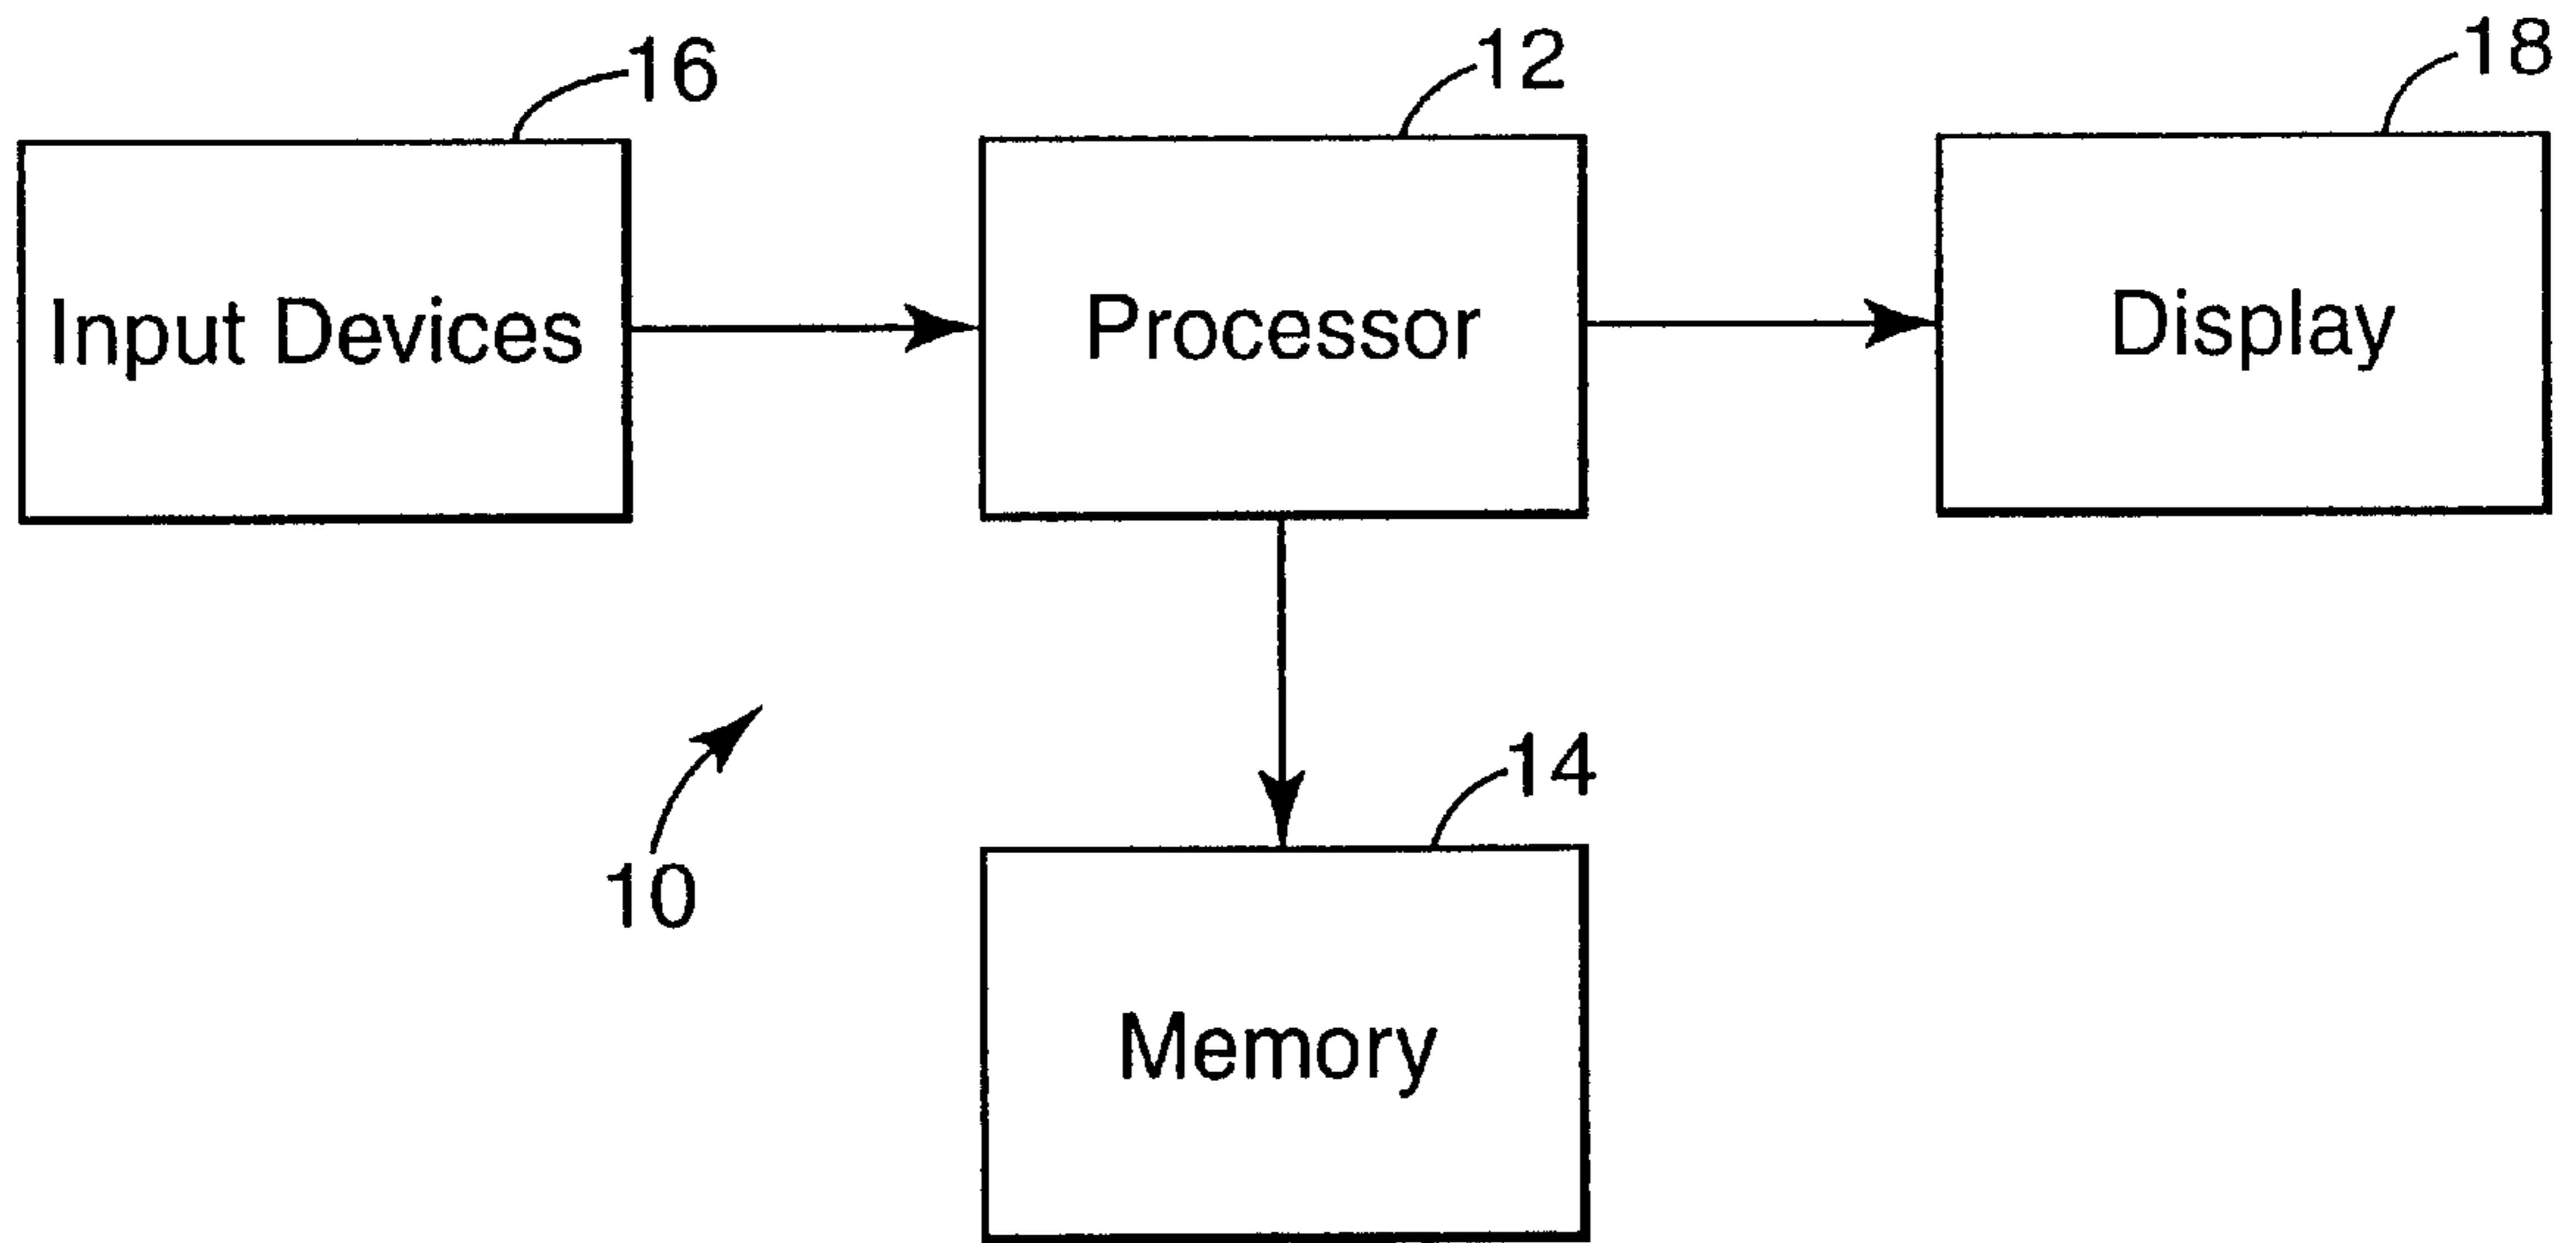 16
12
18
Input Devices
Processor
Display
14
10
Memory